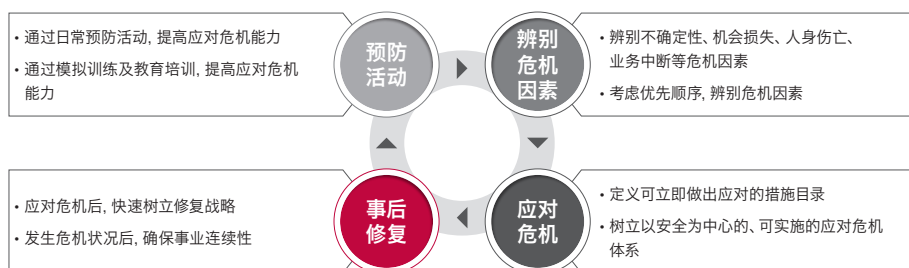 • 通过日常预防活动, 提高应对危机能力
• 通过模拟训练及教育培训, 提高应对危机
能力
预防
活动
辨别
危机
因素
• 辨别不确定性、机会损失、人身伤亡、
业务中断等危机因素
• 考虑优先顺序, 辨别危机因素
• 应对危机后, 快速树立修复战略
• 发生危机状况后, 确保事业连续性
事后
修复
应对
危机
• 定义可立即做出应对的措施目录
• 树立以安全为中心的、可实施的应对危机
体系